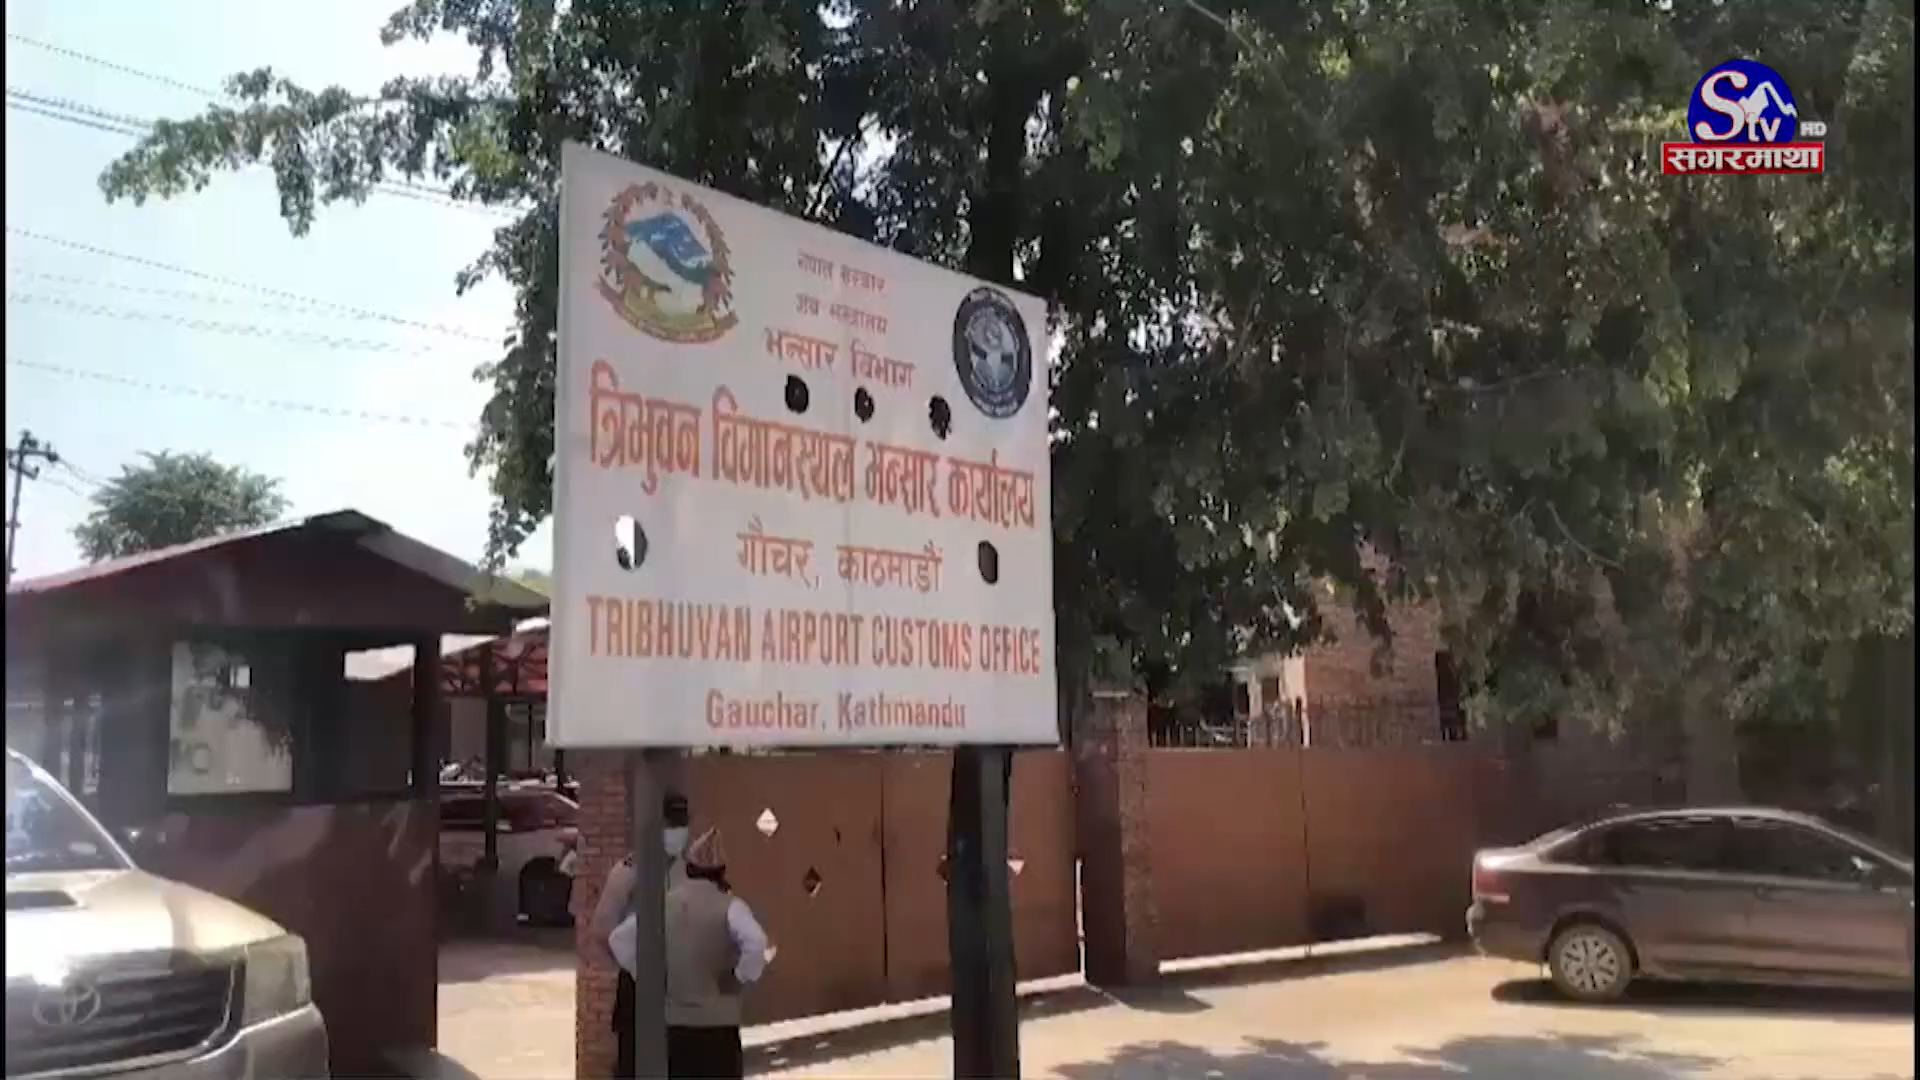 नेपाल सरकार
अर्थ मन्त्रालय
भन्सार विभाग
त्रिभुवन विमानस्थल भन्सार कार्यालय
गौचर, काठमाडौं
TRIBHUVAN AIRPORT CUSTOMS OFFICE
Gauchar, Kathmandu
Stv HD
सगरमाथा